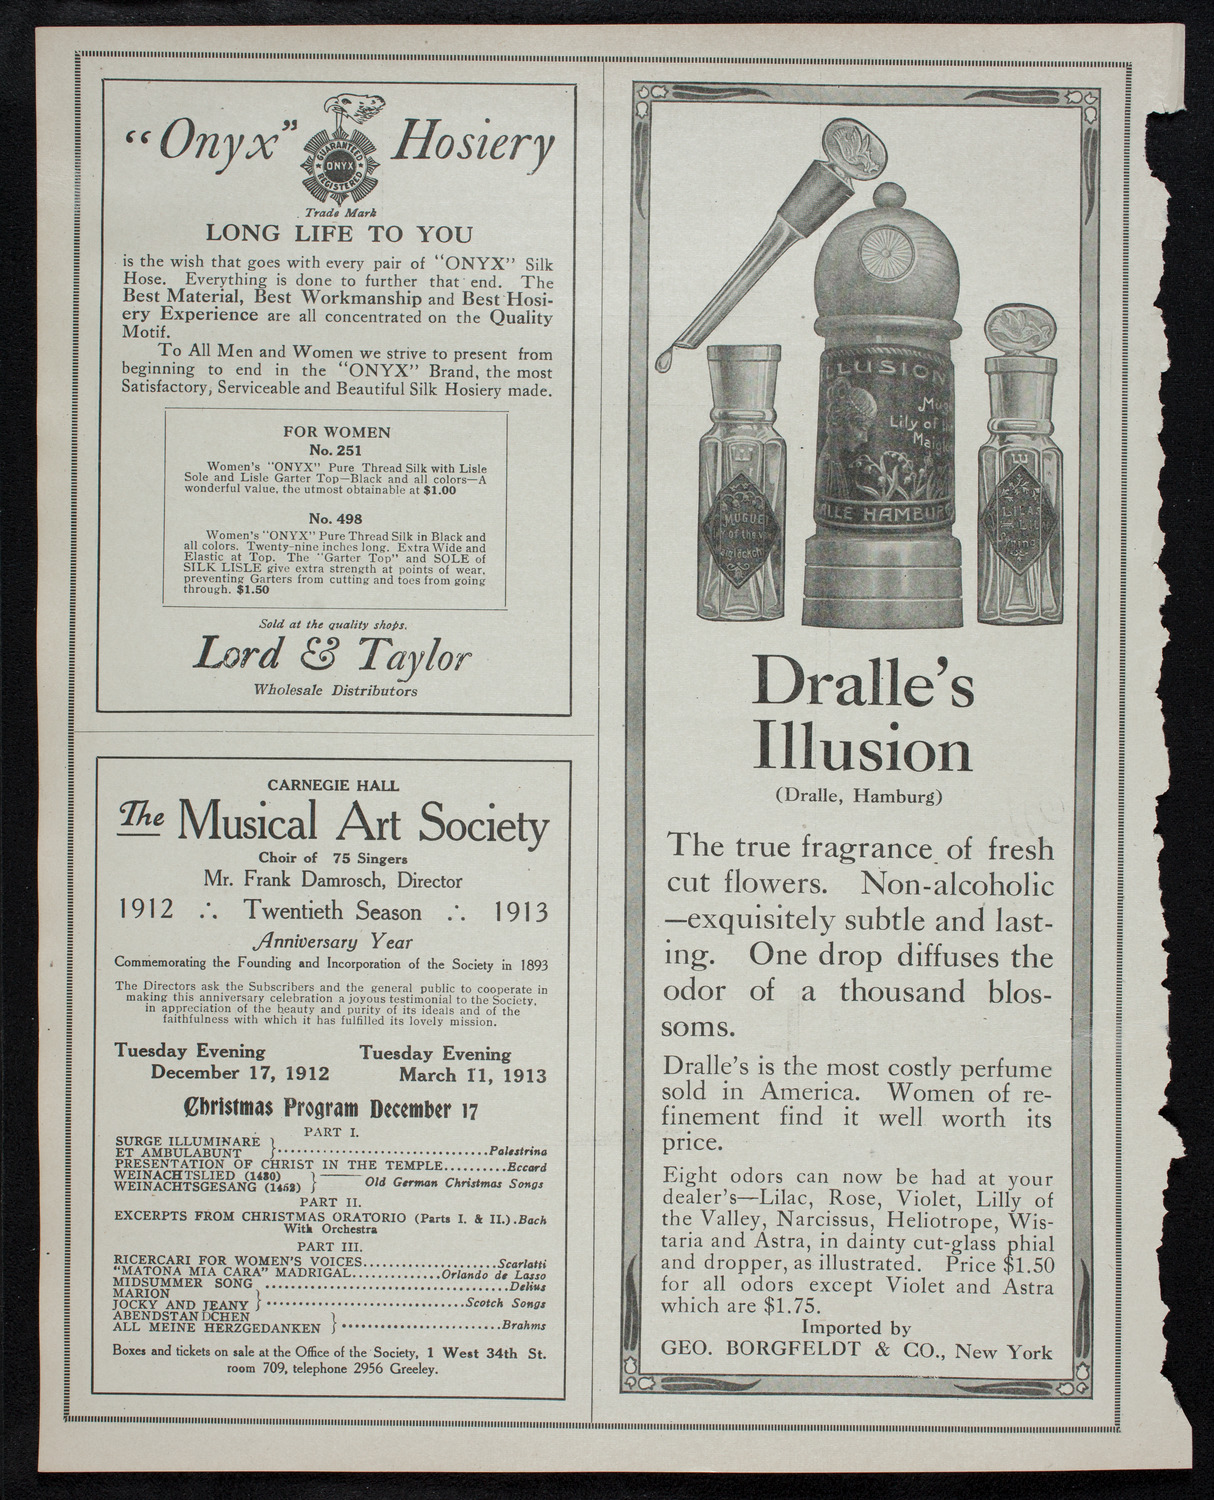 "Onyx" Hosiery
GUARANTEED
ONYX
REGISTERED
Trade Mark
LONG LIFE TO YOU
is the wish that goes with every pair of "ONYX" Silk
Hose. Everything is done to further that end. The
Best Material, Best Workmanship and Best Hosi-
ery Experience are all concentrated on the Quality
Motif.
To All Men and Women we strive to present from
beginning to end in the "ONYX" Brand, the most
Satisfactory, Serviceable and Beautiful Silk Hosiery made.
FOR WOMEN
No. 251
Women's "ONYX" Pure Thread Silk with Lisle
Sole and Lisle Garter Top—Black and all colors—A
wonderful value, the utmost obtainable at $1.00
No. 498
Women's "ONYX" Pure Thread Silk in Black and
all colors. Twenty-nine inches long. Extra Wide and
Elastic at Top. The "Garter Top" and SOLE of
SILK LISLE give extra strength at points of wear,
preventing Garters from cutting and toes from going
through. $1.50
Sold at the quality shops.
Lord & Taylor
Wholesale Distributors
CARNEGIE HALL
The Musical Art Society
Choir of 75 Singers
Mr. Frank Damrosch, Director
1912 ∴ Twentieth Season ∴ 1913
Anniversary Year
Commemorating the Founding and Incorporation of the Society in 1893
The Directors ask the Subscribers and the general public to cooperate in
making this anniversary celebration a joyous testimonial to the Society,
in appreciation of the beauty and purity of its ideals and of the
faithfulness with which it has fulfilled its lovely mission.
Tuesday Evening Tuesday Evening
December 17, 1912 March 11, 1913
Christmas Program December 17
PART I.
SURGE ILLUMINARE
ET AMBULABUNT } Palestrina
PRESENTATION OF CHRIST IN THE TEMPLE..........Eccard
WEINACHTSLIED (1480)
WEINACHTSGESANG (1452) } Old German Christmas Songs
PART II.
EXCERPTS FROM CHRISTMAS ORATORIO (Parts I. & II.).Bach
With Orchestra
PART III.
RICERCARI FOR WOMEN'S VOICES....................Scarlatti
"MATONA MIA CARA" MADRIGAL.............Orlando de Lasso
MIDSUMMER SONG....................Delius
MARION
JOCKY AND JEANY } Scotch Songs
ABENDSTANDCHEN
ALL MEINE HERZGEDANKEN } Brahms
Boxes and tickets on sale at the Office of the Society, 1 West 34th St.
room 709, telephone 2956 Greeley.
ILLUSION
Lily of
HAMBURG
MUGUET
LILAS
Dralle's
Illusion
(Dralle, Hamburg)
The true fragrance of fresh
cut flowers. Non-alcoholic
—exquisitely subtle and last-
ing. One drop diffuses the
odor of a thousand blos-
soms.
Dralle's is the most costly perfume
sold in America. Women of re-
finement find it well worth its
price.
Eight odors can now be had at your
dealer's—Lilac, Rose, Violet, Lilly of
the Valley, Narcissus, Heliotrope, Wis-
taria and Astra, in dainty cut-glass phial
and dropper, as illustrated. Price $1.50
for all odors except Violet and Astra
which are $1.75.
Imported by
GEO. BORGFELDT & CO., New York